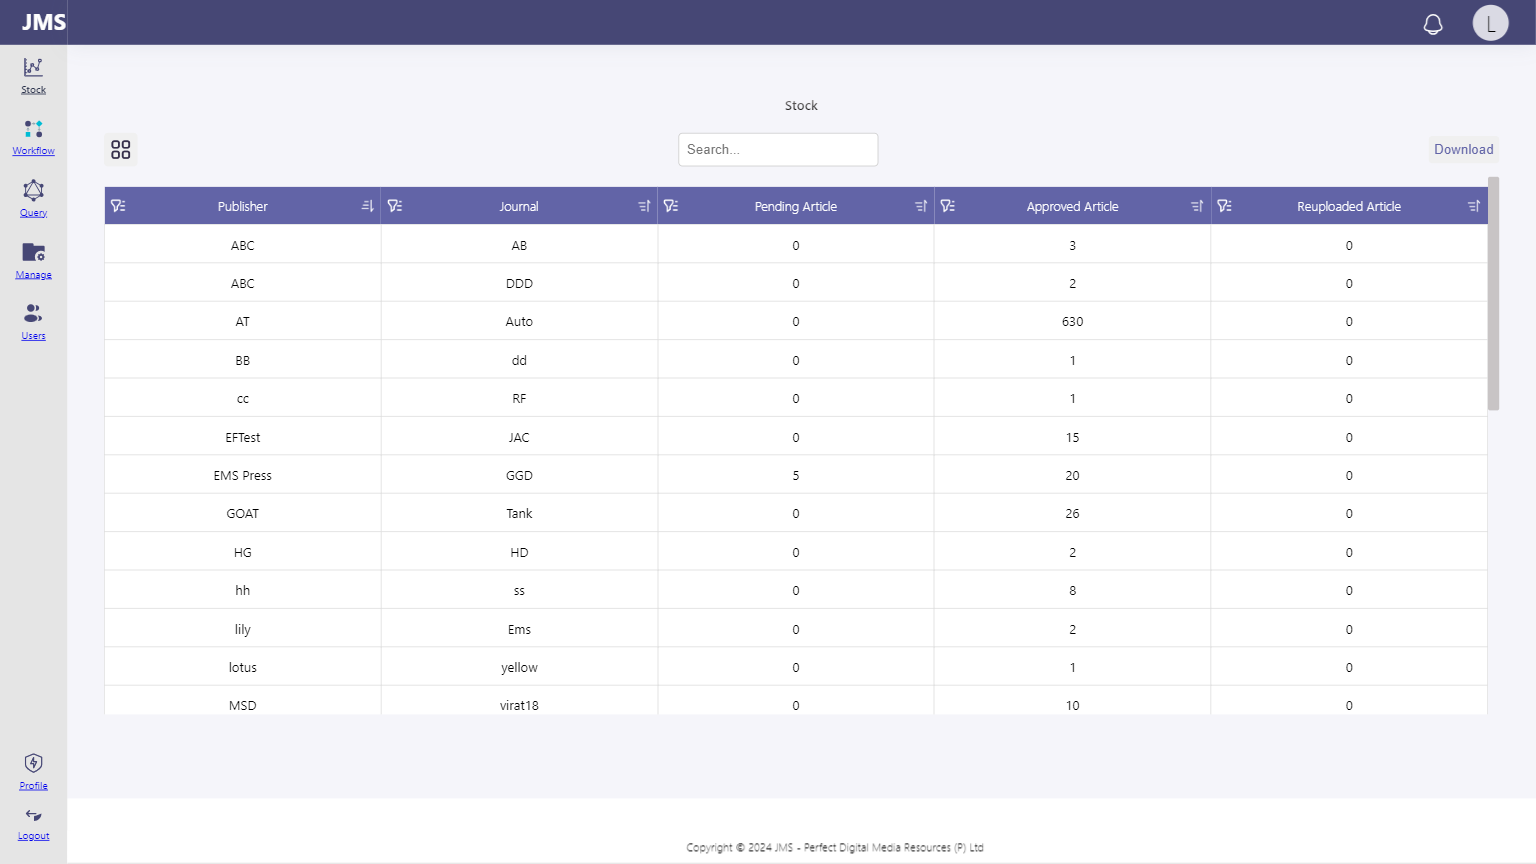 JMS
L
Stock
Workflow
Query
Manage
Users
Profile
Logout
Stock
Search...
Download
Publisher Journal Pending Article Approved Article Reuploaded Article
ABC AB 0 3 0
ABC DDD 0 2 0
AT Auto 0 630 0
BB dd 0 1 0
cc RF 0 1 0
EFTest JAC 0 15 0
EMS Press GGD 5 20 0
GOAT Tank 0 26 0
HG HD 0 2 0
hh ss 0 8 0
lily Ems 0 2 0
lotus yellow 0 1 0
MSD virat18 0 10 0
Copyright © 2024 JMS - Perfect Digital Media Resources (P) Ltd